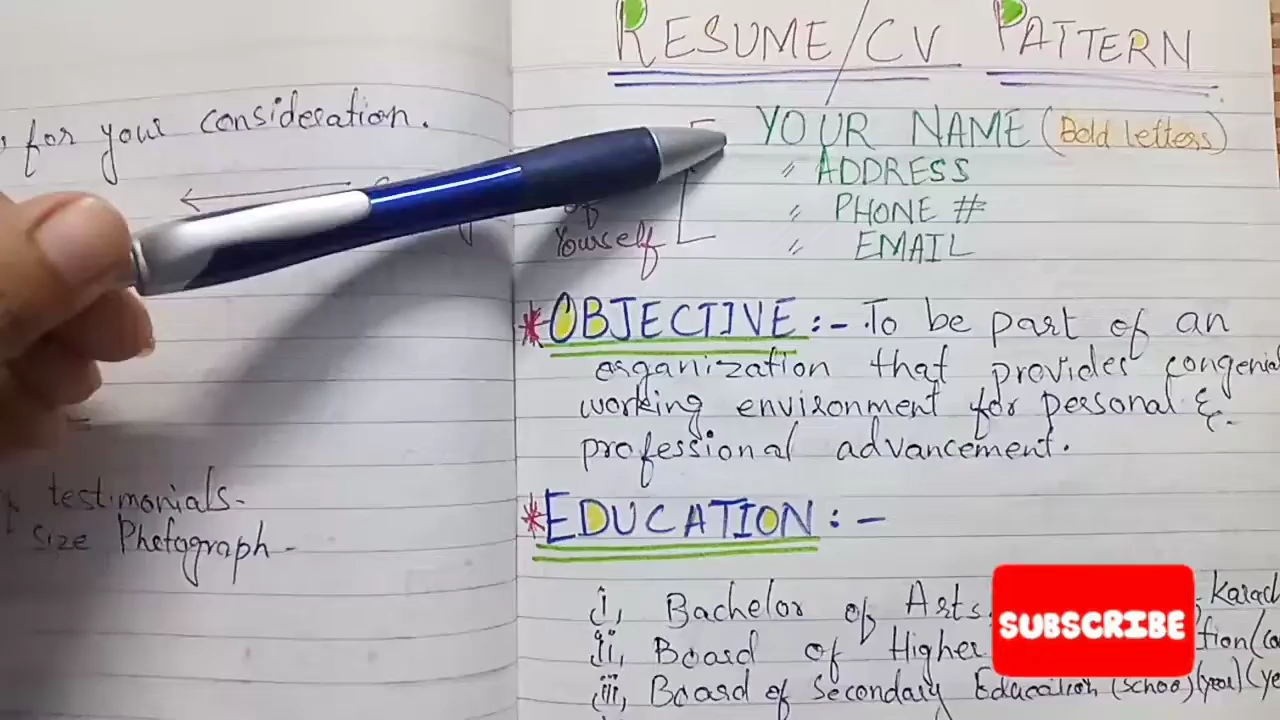 for your consideration.
testimonials-
size Photograph -
RESUME/CV PATTERN
YOUR NAME (Bold letters)
" ADDRESS
" PHONE #
" EMAIL
of
Yourself
*OBJECTIVE :- To be part of an
organization that provides congenial
working environment for personal &
professional advancement.
*EDUCATION :-
i, Bachelor of Arts.
ii, Board of Higher
iii, Board of Secondary Education (school) (year)
SUBSCRIBE